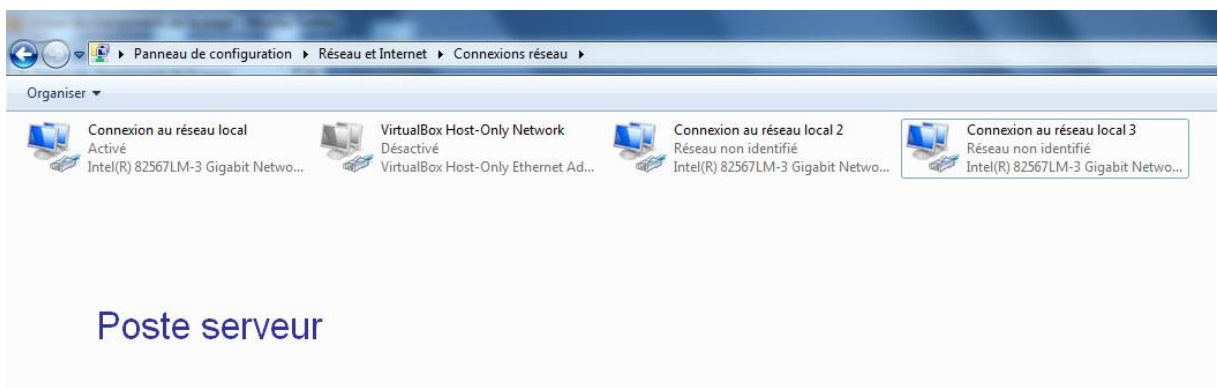 Panneau de configuration ▸ Réseau et Internet ▸ Connexions réseau ▸
Organiser ▾
Connexion au réseau local
Activé
Intel(R) 82567LM-3 Gigabit Netwo...
VirtualBox Host-Only Network
Désactivé
VirtualBox Host-Only Ethernet Ad...
Connexion au réseau local 2
Réseau non identifié
Intel(R) 82567LM-3 Gigabit Netwo...
Connexion au réseau local 3
Réseau non identifié
Intel(R) 82567LM-3 Gigabit Netwo...
Poste serveur